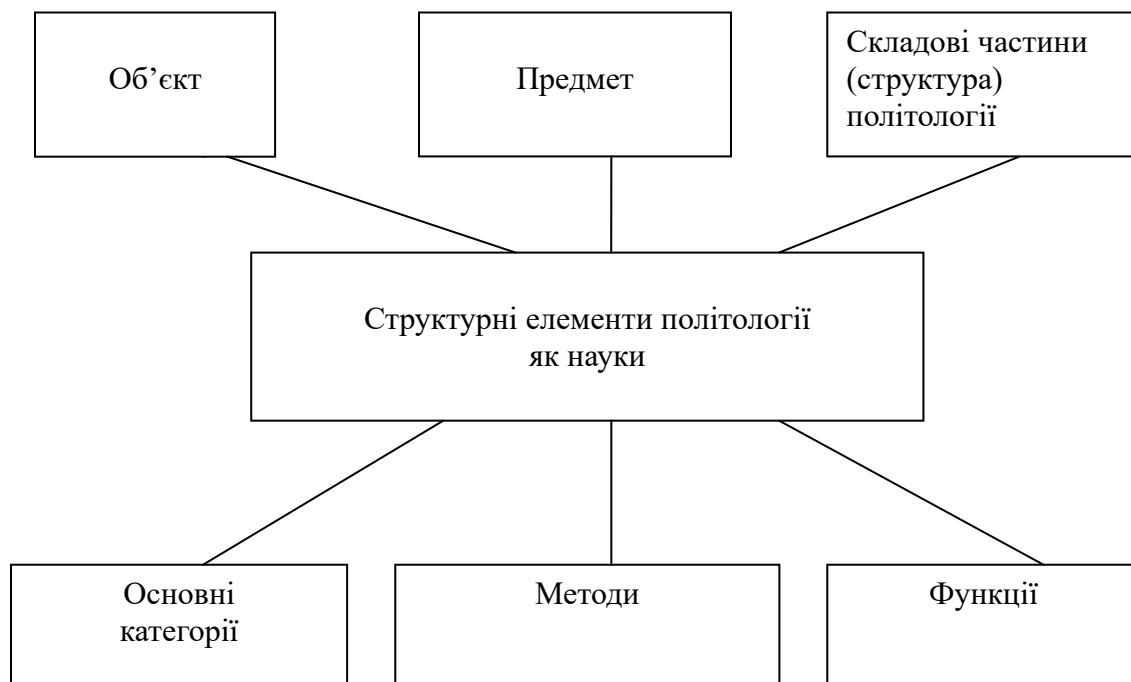 Об’єкт
Предмет
Складові частини
(структура)
політології
Структурні елементи політології
як науки
Основні
категорії
Методи
Функції